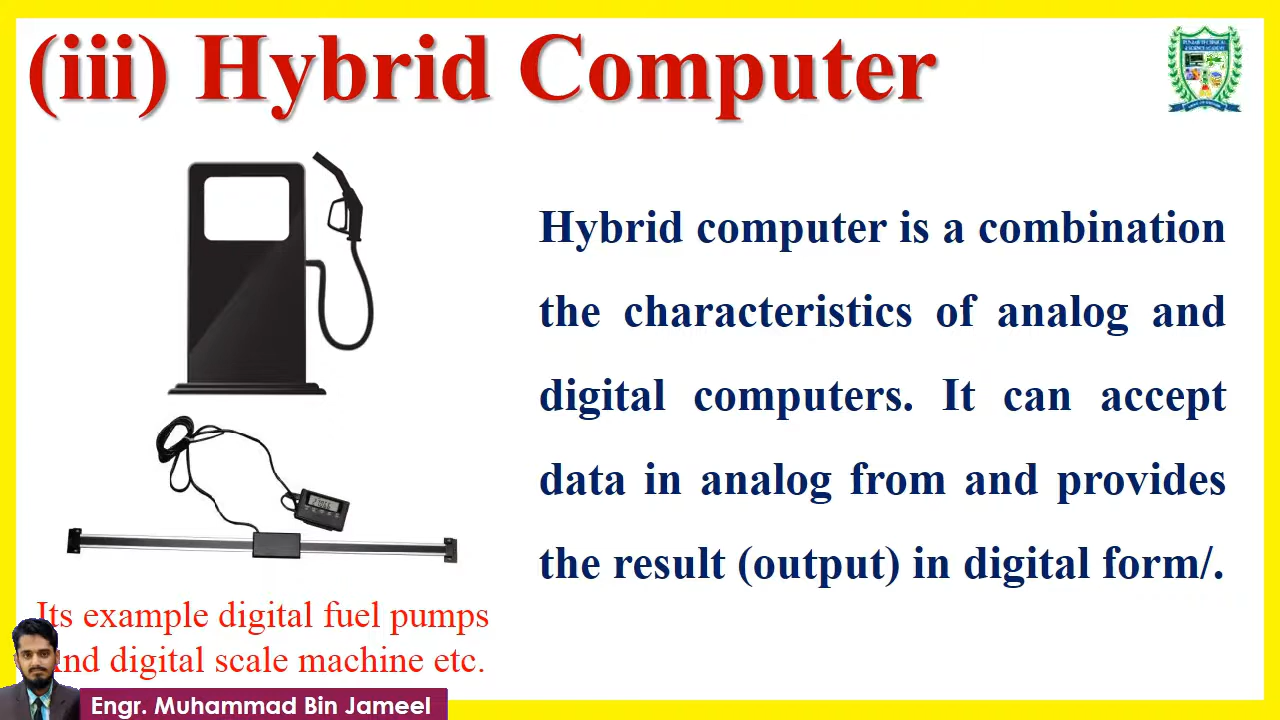 (iii) Hybrid Computer
Hybrid computer is a combination
the characteristics of analog and
digital computers. It can accept
data in analog from and provides
the result (output) in digital form/.
Its example digital fuel pumps
And digital scale machine etc.
Engr. Muhammad Bin Jameel